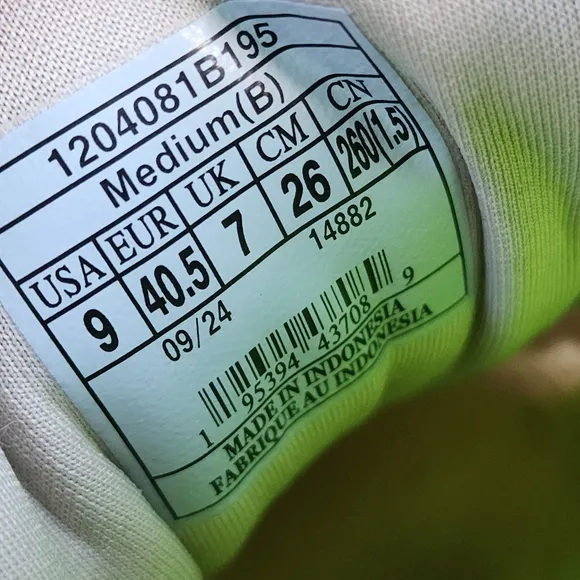 1204081B195
Medium(B)
USA EUR UK CM CN
9 40.5 7 26 260(1.5)
09/24 14882
1 95394 43708 9
MADE IN INDONESIA
FABRIQUE AU INDONESIA